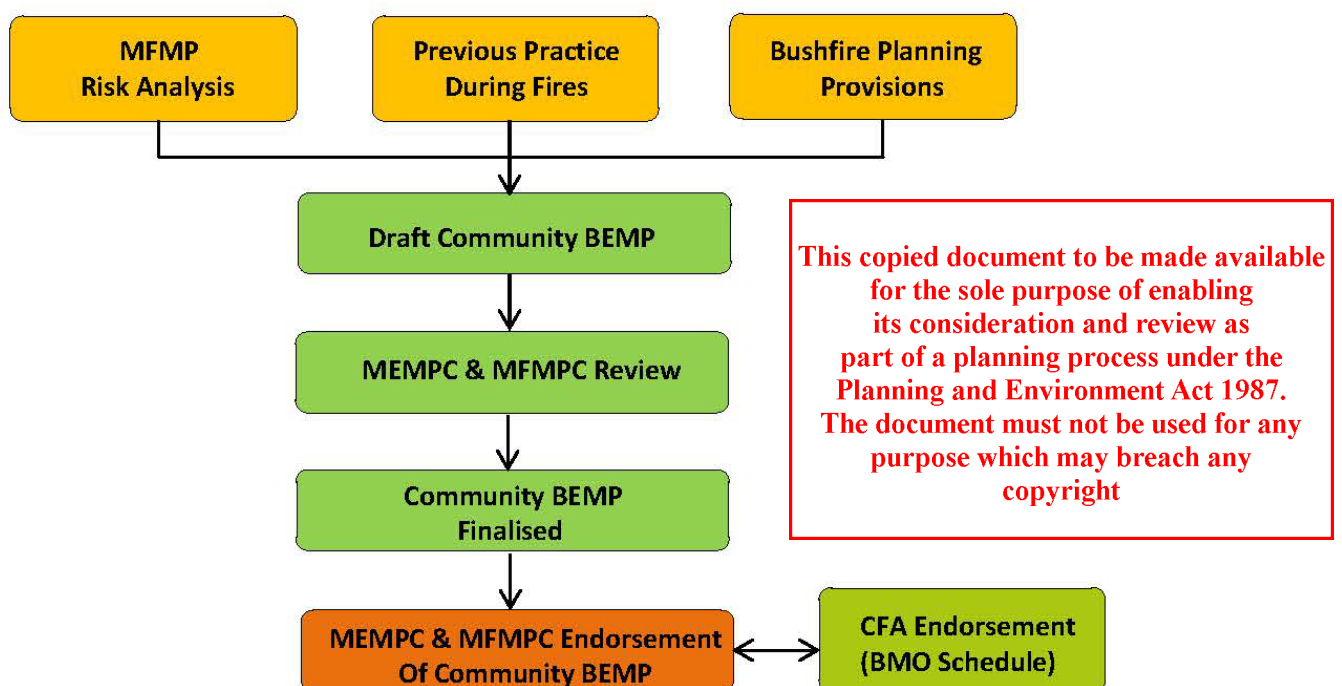 MFMP
Risk Analysis
Previous Practice
During Fires
Bushfire Planning
Provisions
Draft Community BEMP
This copied document to be made available
for the sole purpose of enabling
its consideration and review as
part of a planning process under the
Planning and Environment Act 1987.
The document must not be used for any
purpose which may breach any
copyright
MEMPC & MFMPC Review
Community BEMP
Finalised
MEMPC & MFMPC Endorsement
Of Community BEMP
CFA Endorsement
(BMO Schedule)